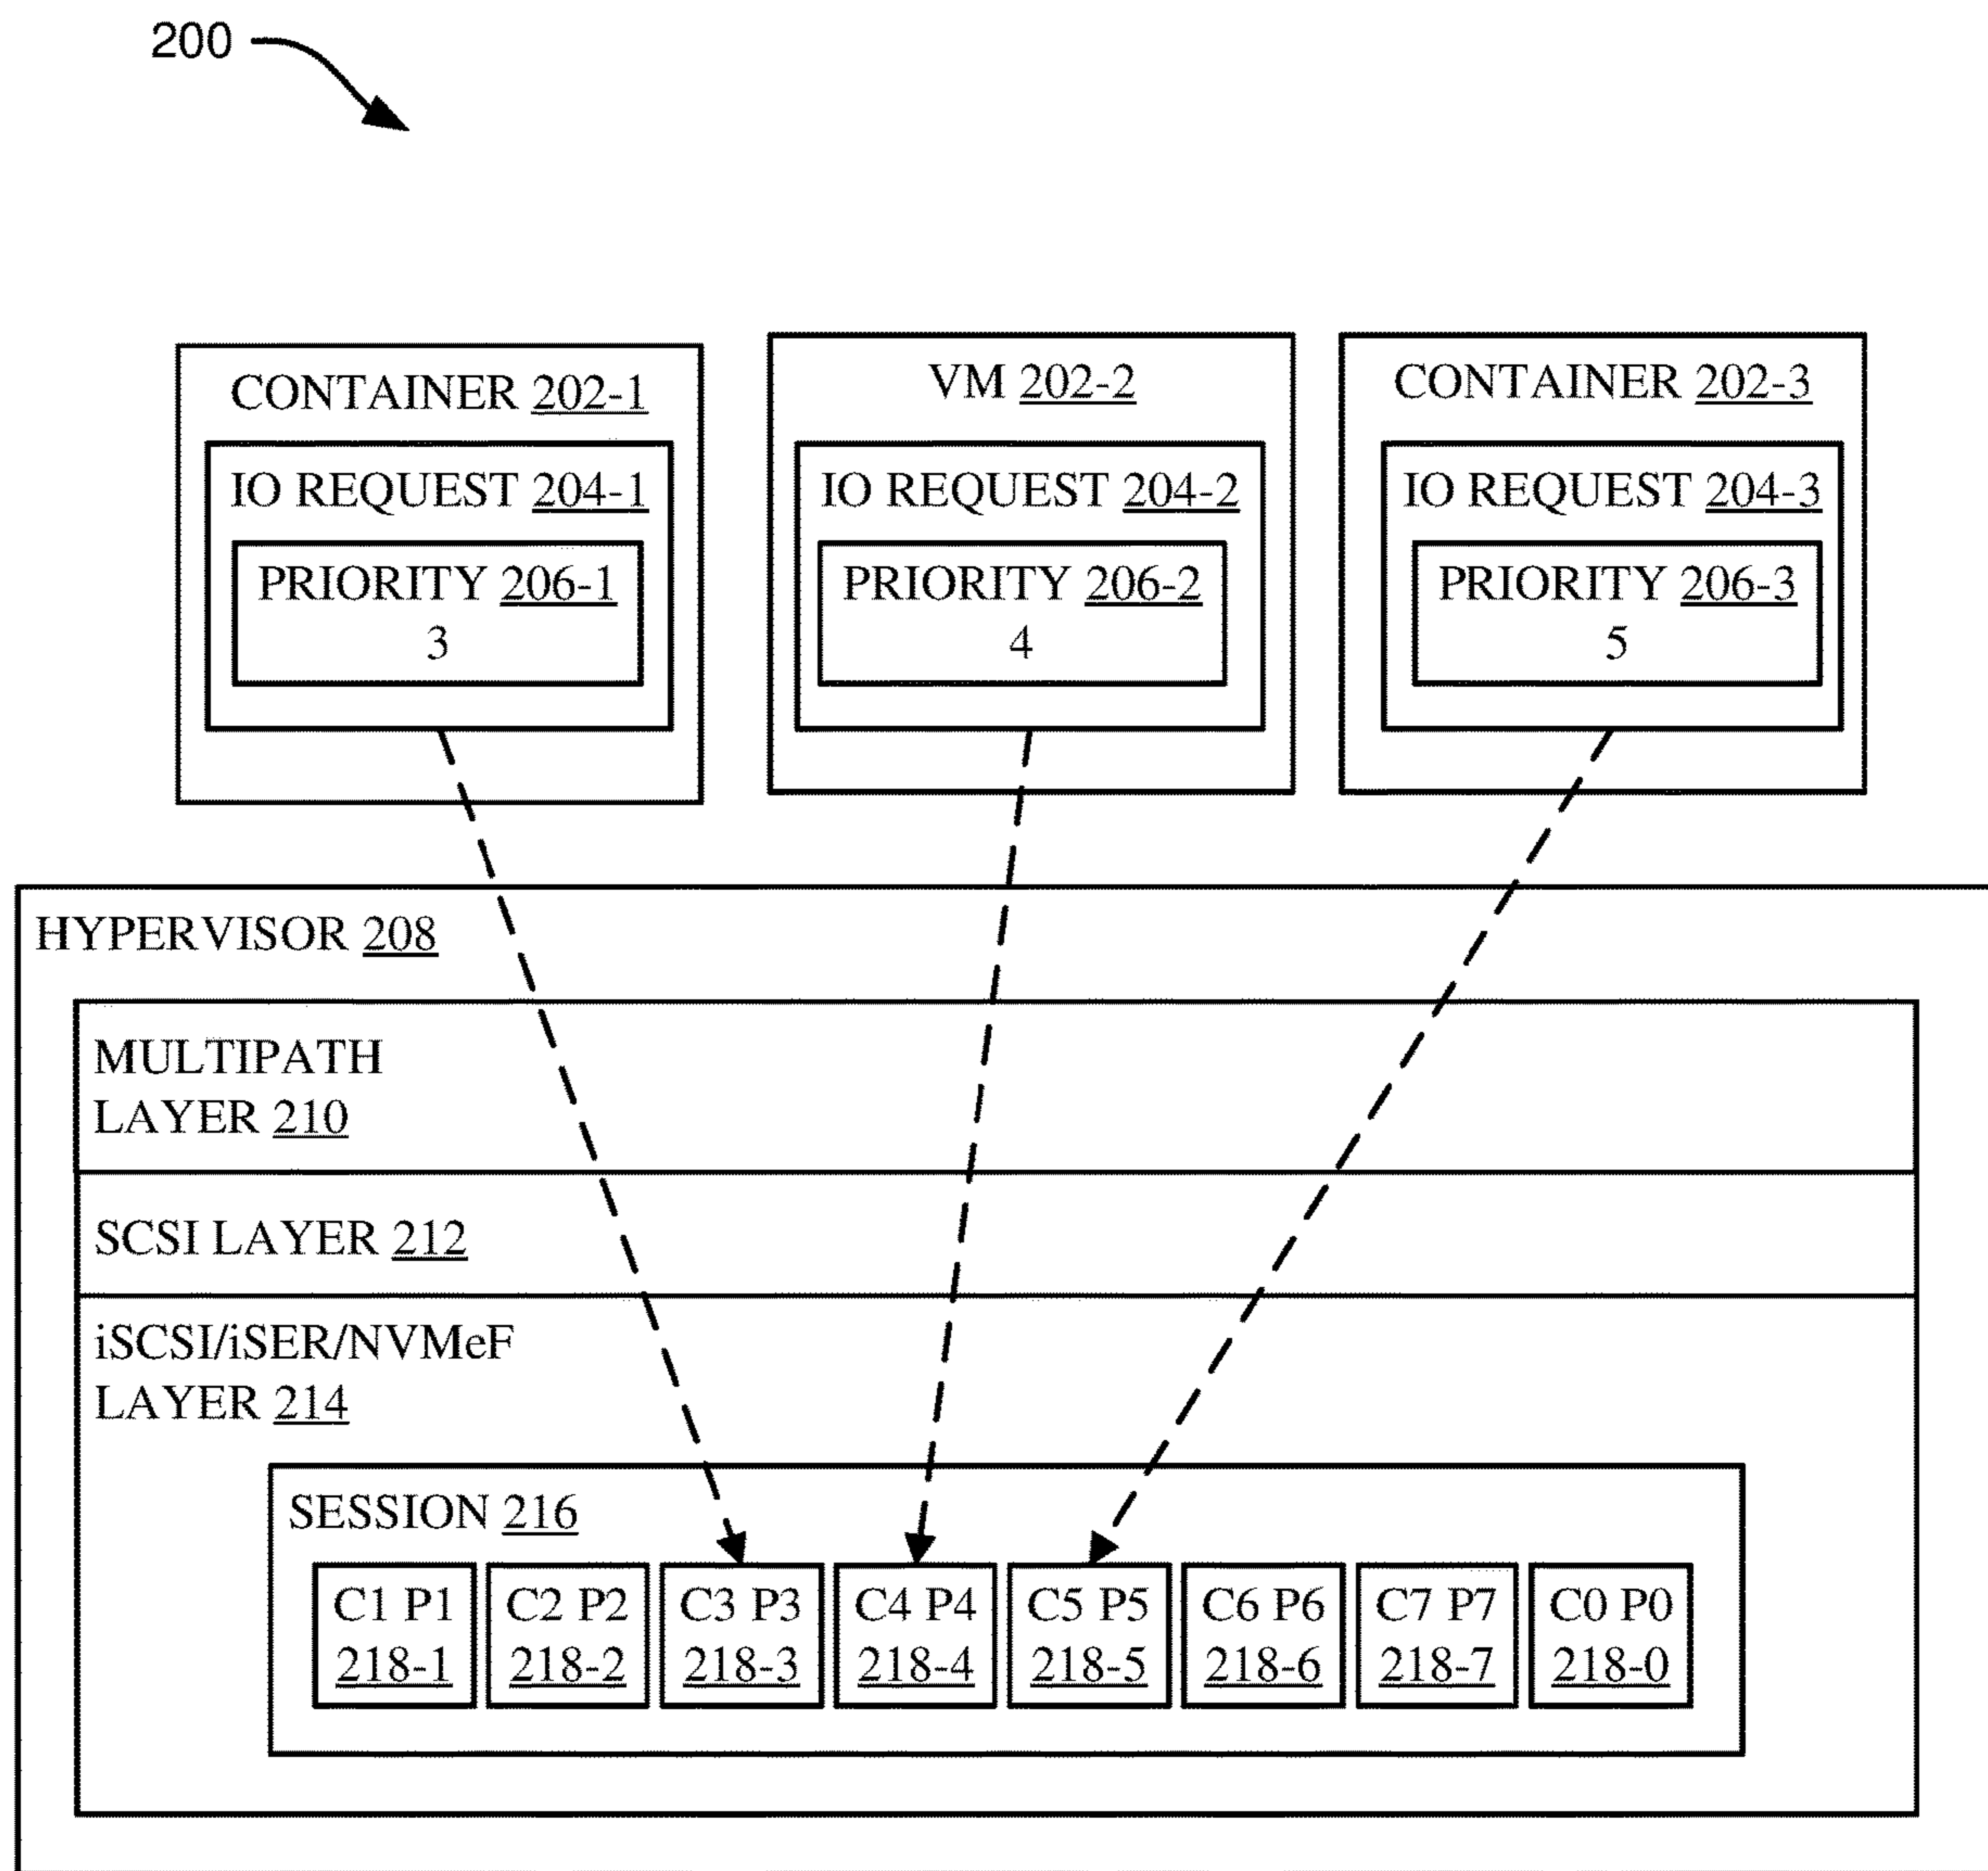 200
CONTAINER 202-1
IO REQUEST 204-1
PRIORITY 206-1
3
VM 202-2
IO REQUEST 204-2
PRIORITY 206-2
4
CONTAINER 202-3
IO REQUEST 204-3
PRIORITY 206-3
5
HYPERVISOR 208
MULTIPATH
LAYER 210
SCSI LAYER 212
iSCSI/iSER/NVMeF
LAYER 214
SESSION 216
C1 P1
218-1
C2 P2
218-2
C3 P3
218-3
C4 P4
218-4
C5 P5
218-5
C6 P6
218-6
C7 P7
218-7
C0 P0
218-0